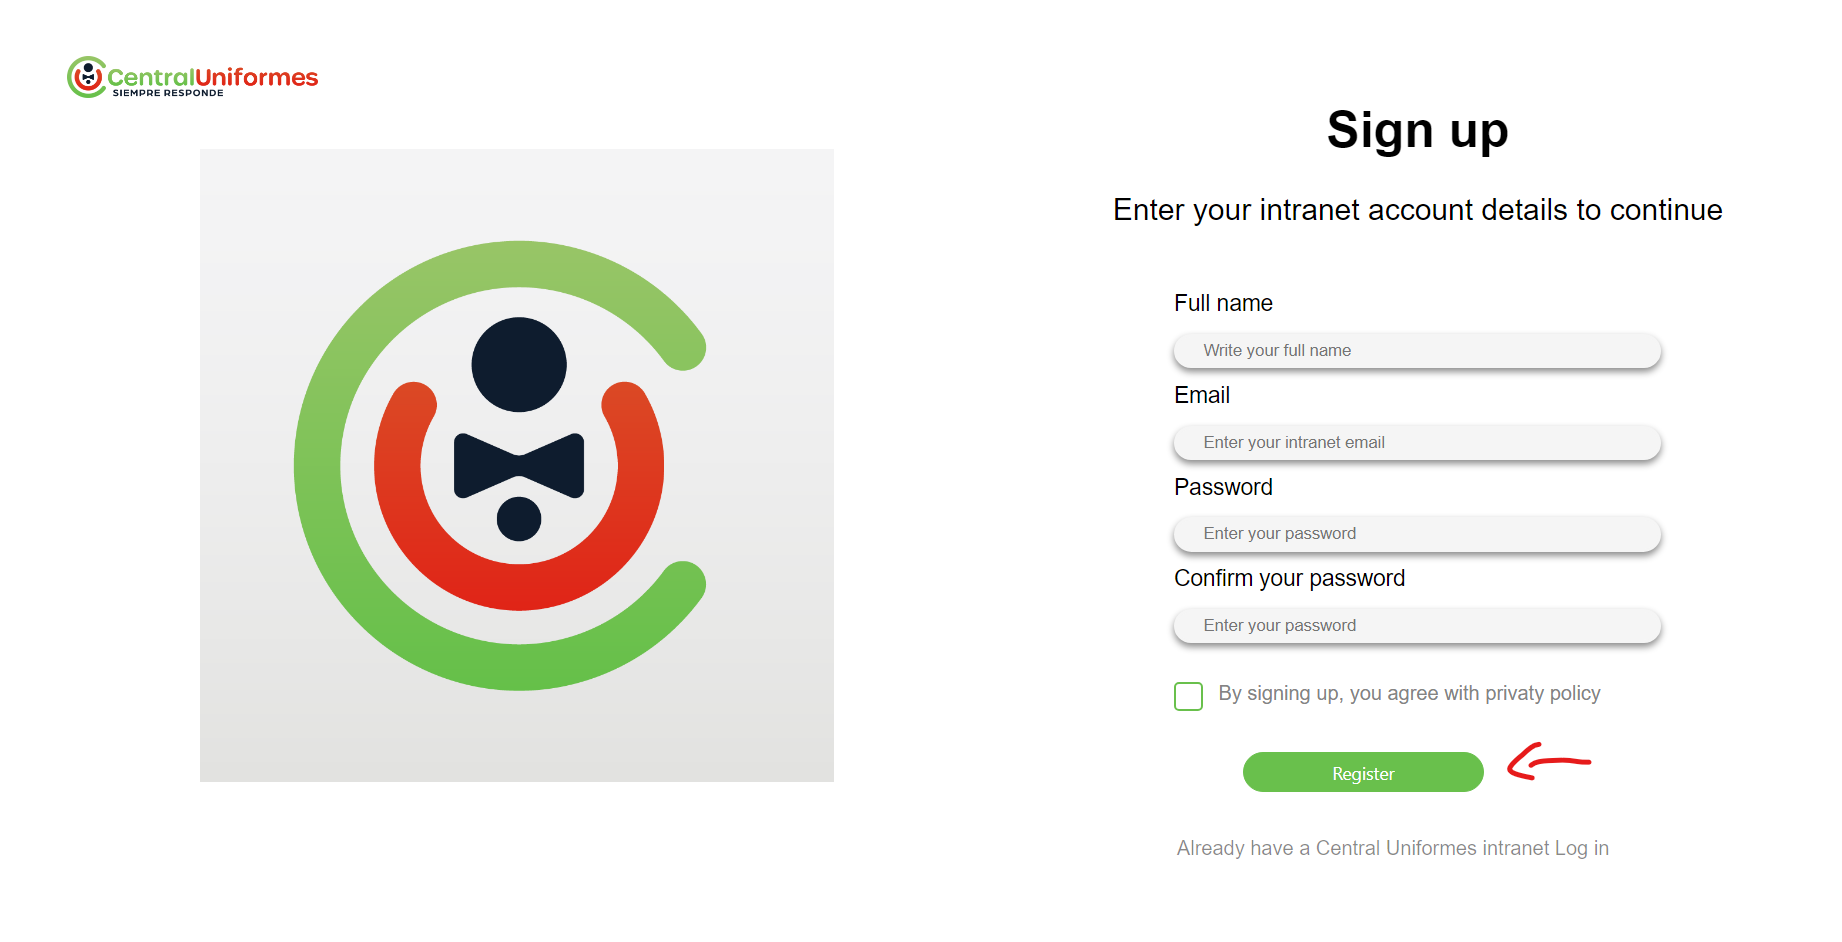 CentralUniformes
SIEMPRE RESPONDE
Sign up
Enter your intranet account details to continue
Full name
Write your full name
Email
Enter your intranet email
Password
Enter your password
Confirm your password
Enter your password
By signing up, you agree with privaty policy
Register
Already have a Central Uniformes intranet Log in